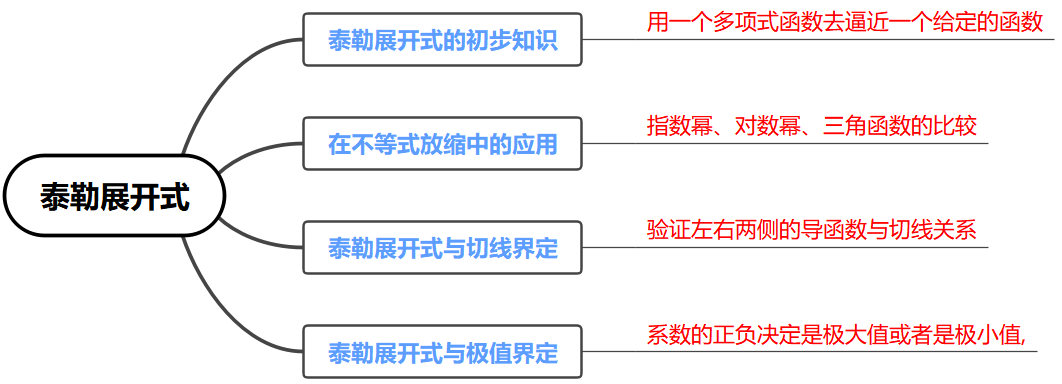 泰勒展开式
泰勒展开式的初步知识
用一个多项式函数去逼近一个给定的函数
在不等式放缩中的应用
指数幂、对数幂、三角函数的比较
泰勒展开式与切线界定
验证左右两侧的导函数与切线关系
泰勒展开式与极值界定
系数的正负决定是极大值或者是极小值,